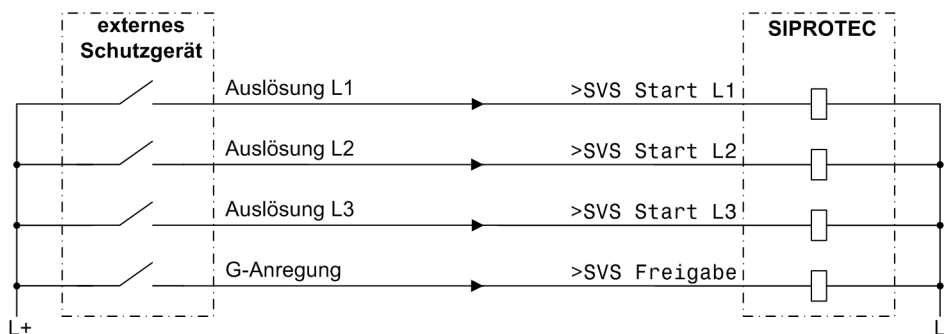 externes
Schutzgerät
SIPROTEC
Auslösung L1
>SVS Start L1
Auslösung L2
>SVS Start L2
Auslösung L3
>SVS Start L3
G-Anregung
>SVS Freigabe
L+
L